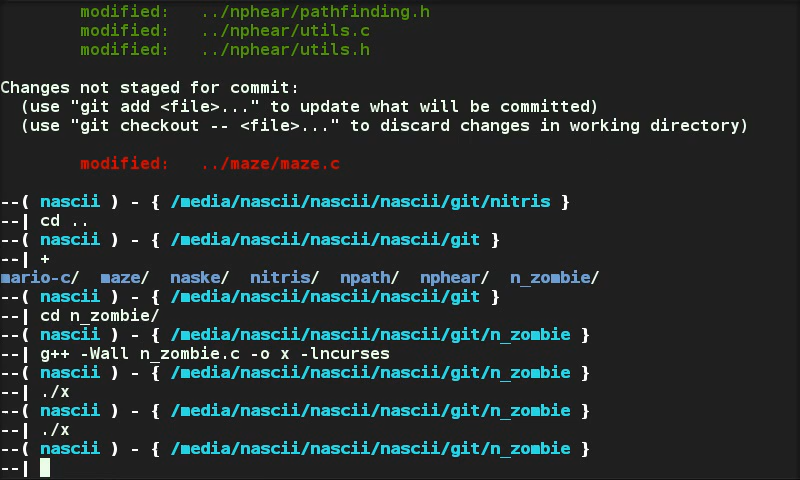 modified:   ../nphear/pathfinding.h
modified:   ../nphear/utils.c
modified:   ../nphear/utils.h
Changes not staged for commit:
(use "git add <file>..." to update what will be committed)
(use "git checkout -- <file>..." to discard changes in working directory)
modified:   ../maze/maze.c
--( nascii ) - { /media/nascii/nascii/nascii/git/nitris }
--| cd ..
--( nascii ) - { /media/nascii/nascii/nascii/git }
--| +
mario-c/  maze/  naske/  nitris/  npath/  nphear/  n_zombie/
--( nascii ) - { /media/nascii/nascii/nascii/git }
--| cd n_zombie/
--( nascii ) - { /media/nascii/nascii/nascii/git/n_zombie }
--| g++ -Wall n_zombie.c -o x -lncurses
--( nascii ) - { /media/nascii/nascii/nascii/git/n_zombie }
--| ./x
--( nascii ) - { /media/nascii/nascii/nascii/git/n_zombie }
--| ./x
--( nascii ) - { /media/nascii/nascii/nascii/git/n_zombie }
--|